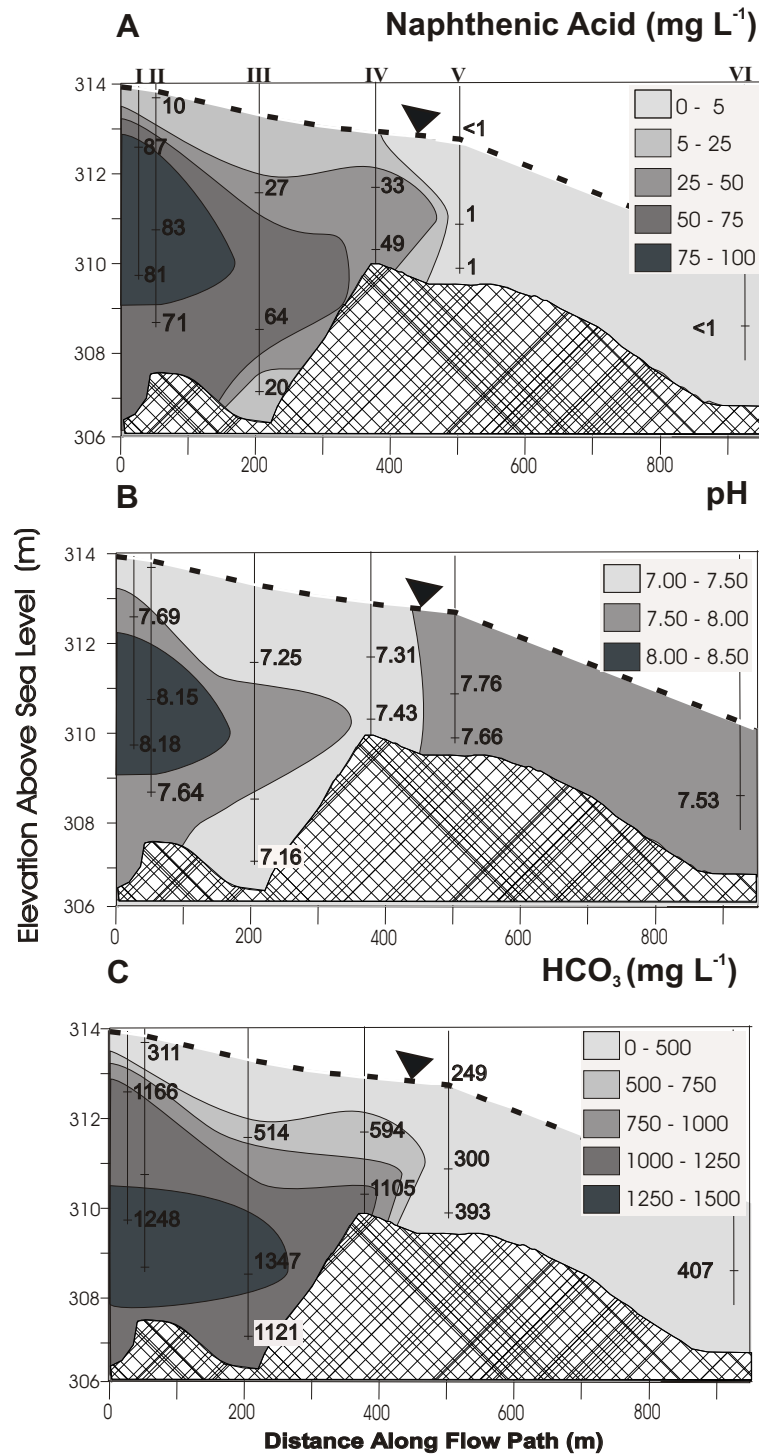 A
Naphthenic Acid (mg L-1)
I II III IV V VI
314
312
310
308
306
10
87
83
81
71
27
64
20
33
49
<1
1
1
<1
0 - 5
5 - 25
25 - 50
50 - 75
75 - 100
0 200 400 600 800
B
pH
Elevation Above Sea Level (m)
314
312
310
308
306
7.69
8.15
8.18
7.64
7.25
7.16
7.31
7.43
7.76
7.66
7.53
7.00 - 7.50
7.50 - 8.00
8.00 - 8.50
0 200 400 600 800
C
HCO3 (mg L-1)
314
312
310
308
306
311
1166
1248
514
1347
1121
594
1105
249
300
393
407
0 - 500
500 - 750
750 - 1000
1000 - 1250
1250 - 1500
0 200 400 600 800
Distance Along Flow Path (m)